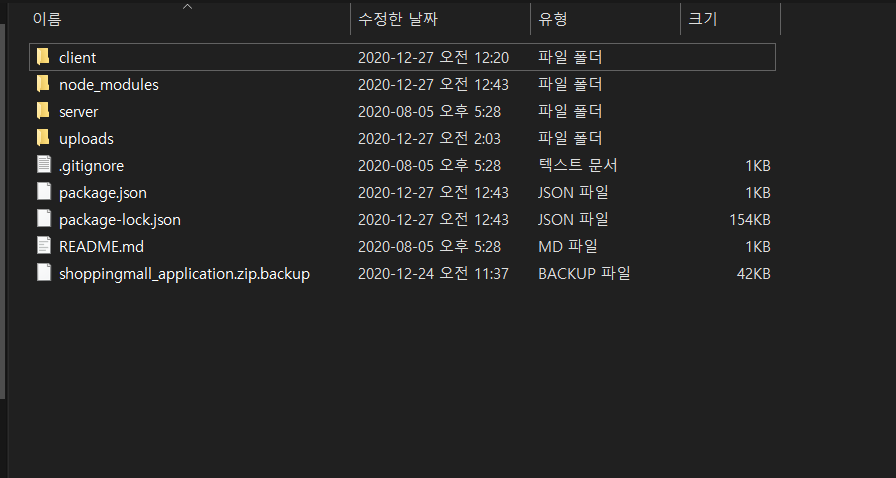 이름 수정한 날짜 유형 크기
client 2020-12-27 오전 12:20 파일 폴더
node_modules 2020-12-27 오전 12:43 파일 폴더
server 2020-08-05 오후 5:28 파일 폴더
uploads 2020-12-27 오전 2:03 파일 폴더
.gitignore 2020-08-05 오후 5:28 텍스트 문서 1KB
package.json 2020-12-27 오전 12:43 JSON 파일 1KB
package-lock.json 2020-12-27 오전 12:43 JSON 파일 154KB
README.md 2020-08-05 오후 5:28 MD 파일 1KB
shoppingmall_application.zip.backup 2020-12-24 오전 11:37 BACKUP 파일 42KB